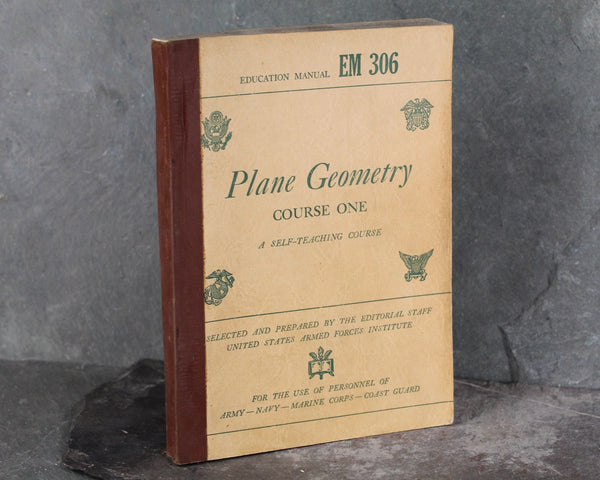 EDUCATION MANUAL EM 306
Plane Geometry
COURSE ONE
A SELF-TEACHING COURSE
SELECTED AND PREPARED BY THE EDITORIAL STAFF
UNITED STATES ARMED FORCES INSTITUTE
FOR THE USE OF PERSONNEL OF
ARMY—NAVY—MARINE CORPS—COAST GUARD